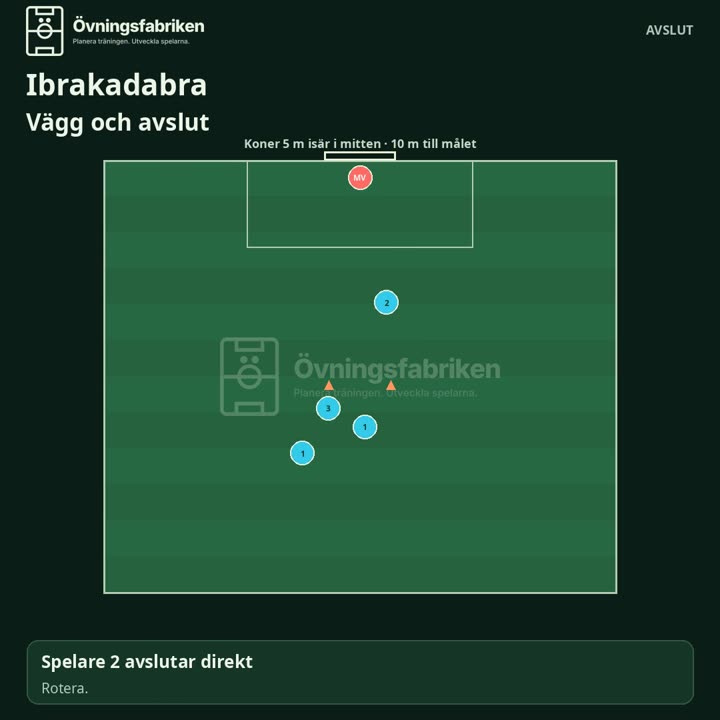 Övningsfabriken
Planera träningen. Utveckla spelarna.
AVSLUT
Ibrakadabra
Vägg och avslut
Koner 5 m isär i mitten · 10 m till målet
MV
2
Övningsfabriken
Planera träningen. Utveckla spelarna.
3
1
1
Spelare 2 avslutar direkt
Rotera.